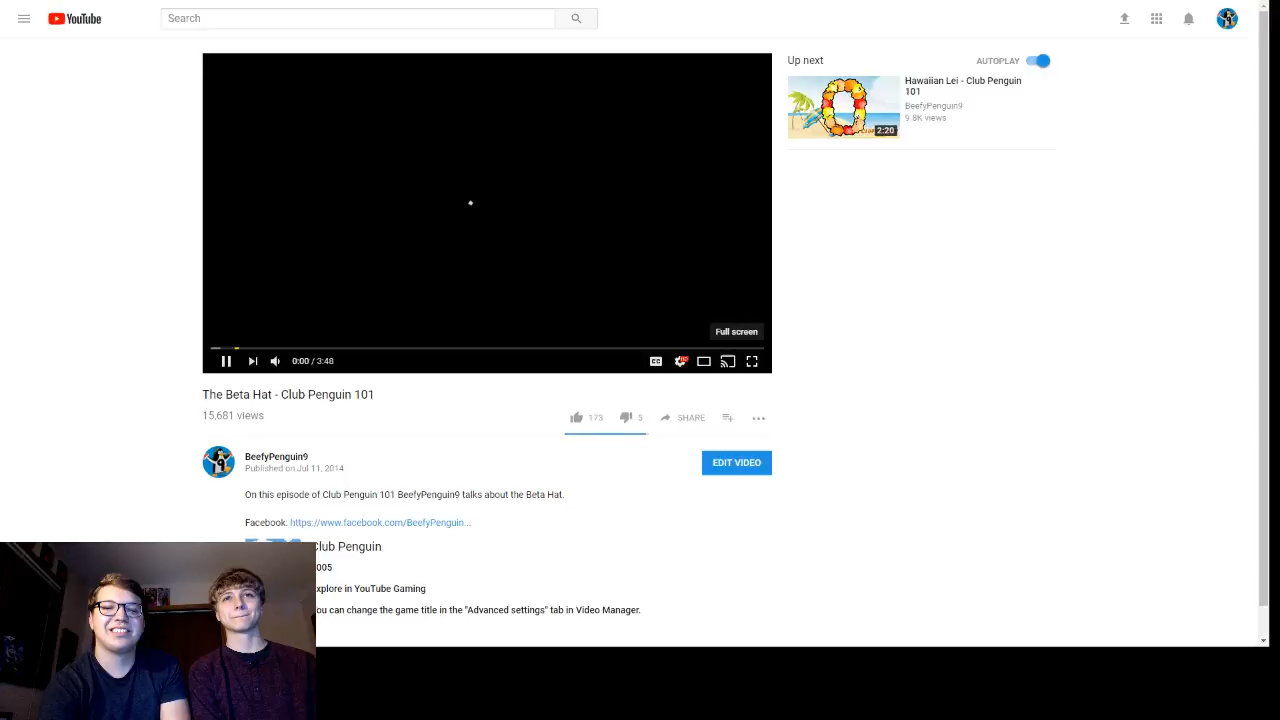 YouTube
Search
Up next
AUTOPLAY
Hawaiian Lei - Club Penguin
101
BeefyPenguin9
9.8K views
2:20
Full screen
0:00 / 3:48
CC
HD
The Beta Hat - Club Penguin 101
15,681 views
173
5
SHARE
BeefyPenguin9
Published on Jul 11, 2014
EDIT VIDEO
On this episode of Club Penguin 101 BeefyPenguin9 talks about the Beta Hat.
Facebook: https://www.facebook.com/BeefyPenguin...
Club Penguin
005
xplore in YouTube Gaming
ou can change the game title in the "Advanced settings" tab in Video Manager.